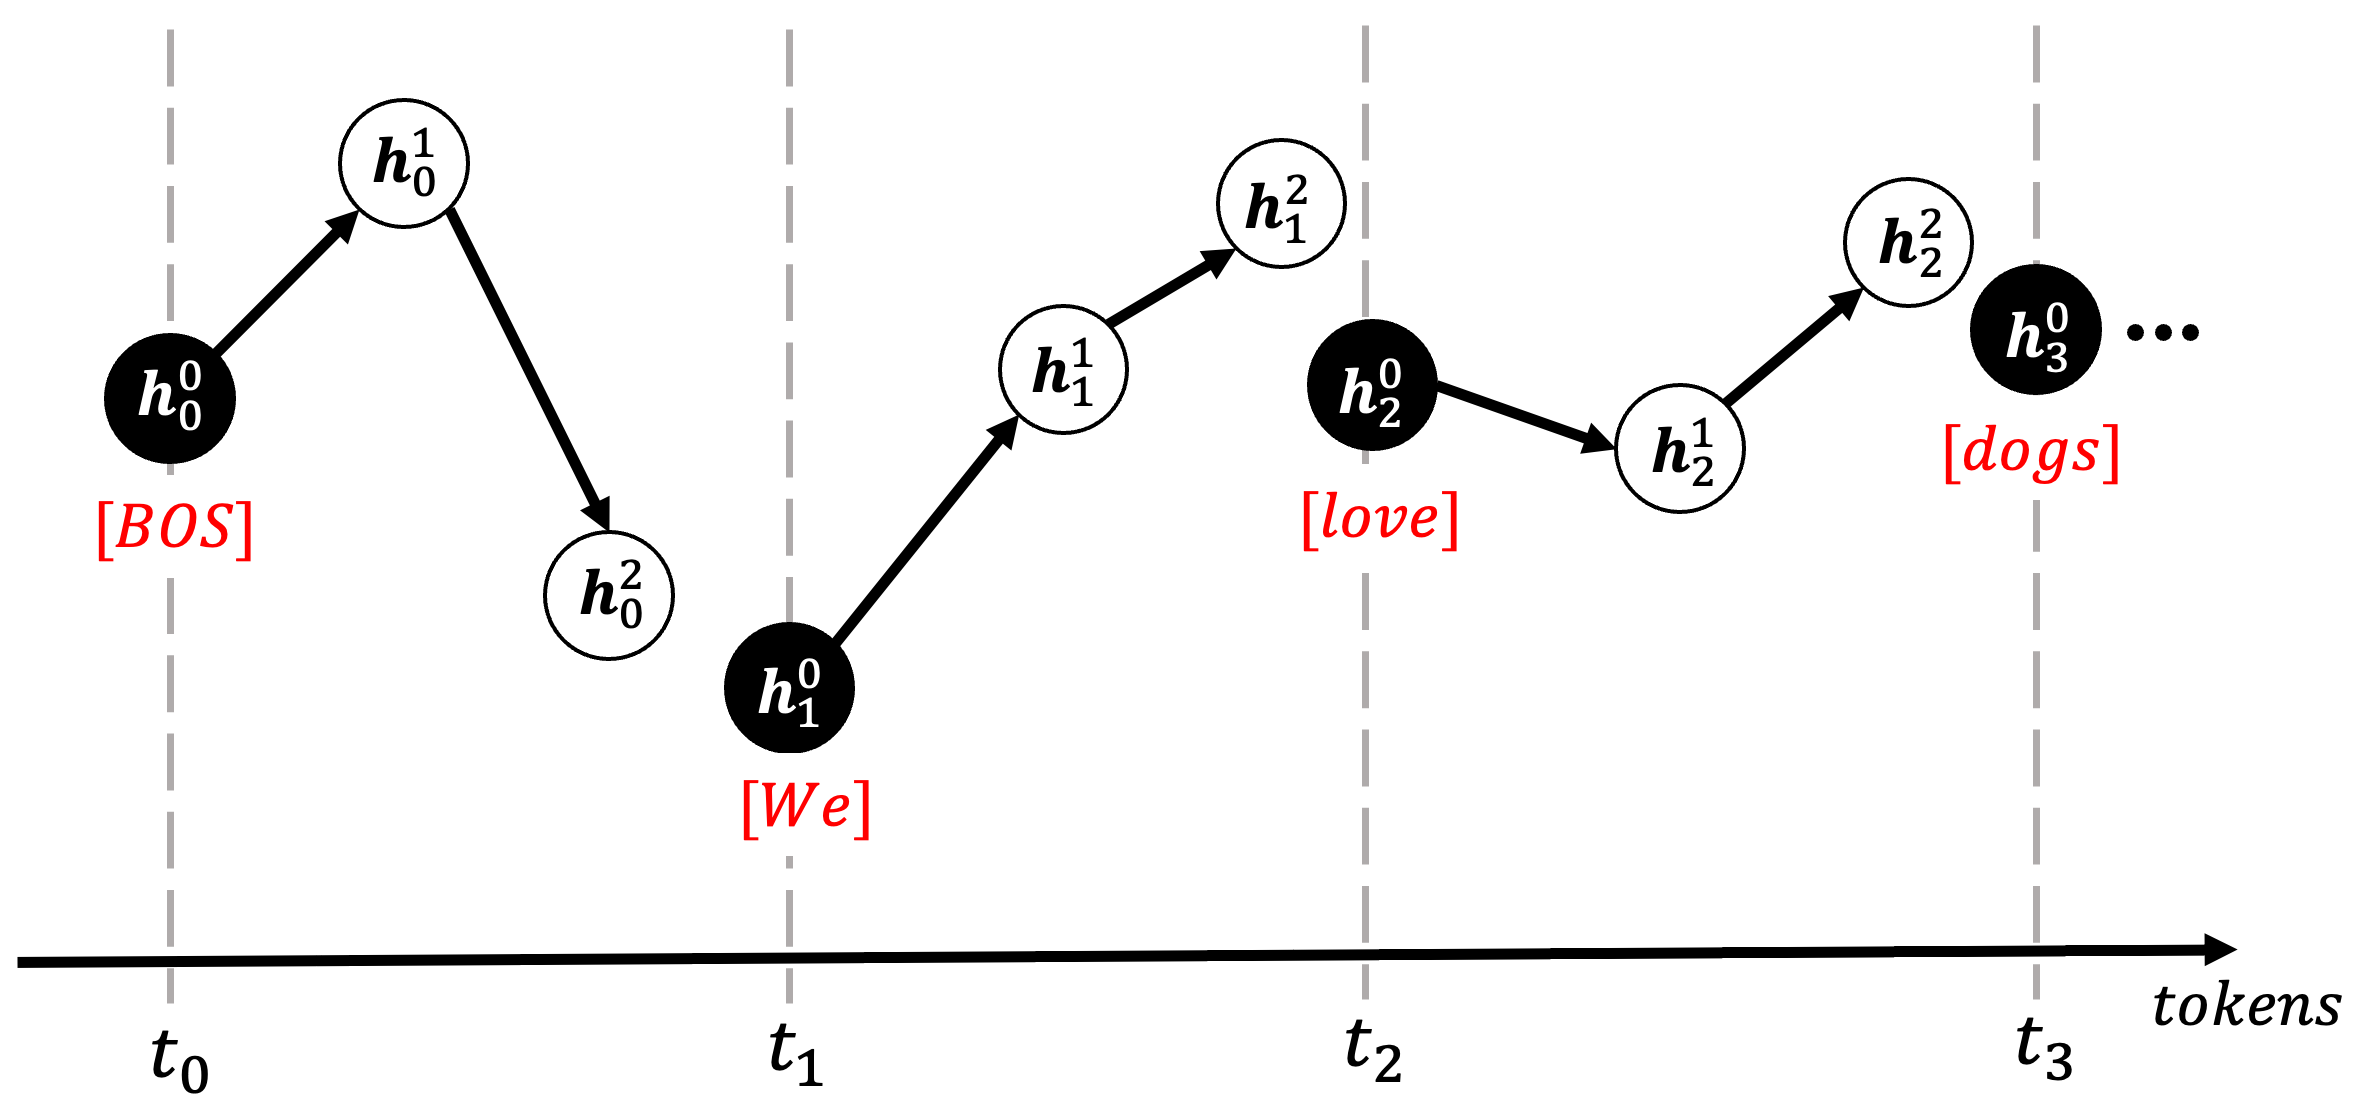 h_0^0
[BOS]
h_0^1
h_0^2
h_1^0
[We]
h_1^1
h_1^2
h_2^0
[love]
h_2^1
h_2^2
h_3^0
[dogs]
•••
tokens
t_0
t_1
t_2
t_3